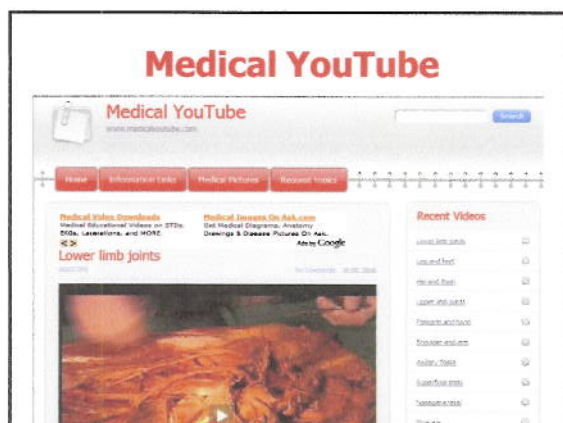 Medical YouTube
Medical YouTube
www.medicalyoutube.com
Search
Home
Information Links
Medical Pictures
Request Topics
Medical Video Downloads
Medical Educational Videos on STDs,
EKGs, Lacerations, and MORE.
Medical Images On Ask.com
Get Medical Diagrams, Anatomy
Drawings & Disease Pictures On Ask.
Ads by Google
Lower limb joints
Recent Videos
Lower limb joints
Leg and foot
Hip and thigh
Upper limb joints
Forearm and hand
Shoulder and arm